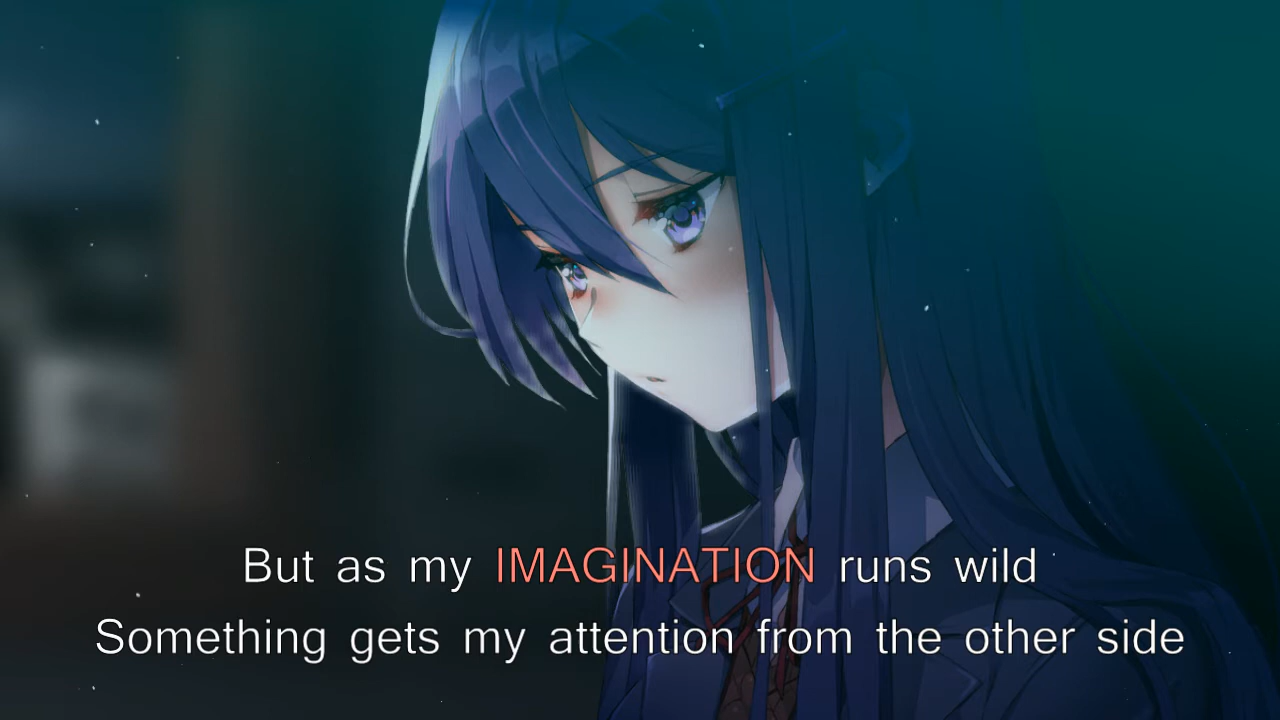 But as my IMAGINATION runs wild
Something gets my attention from the other side